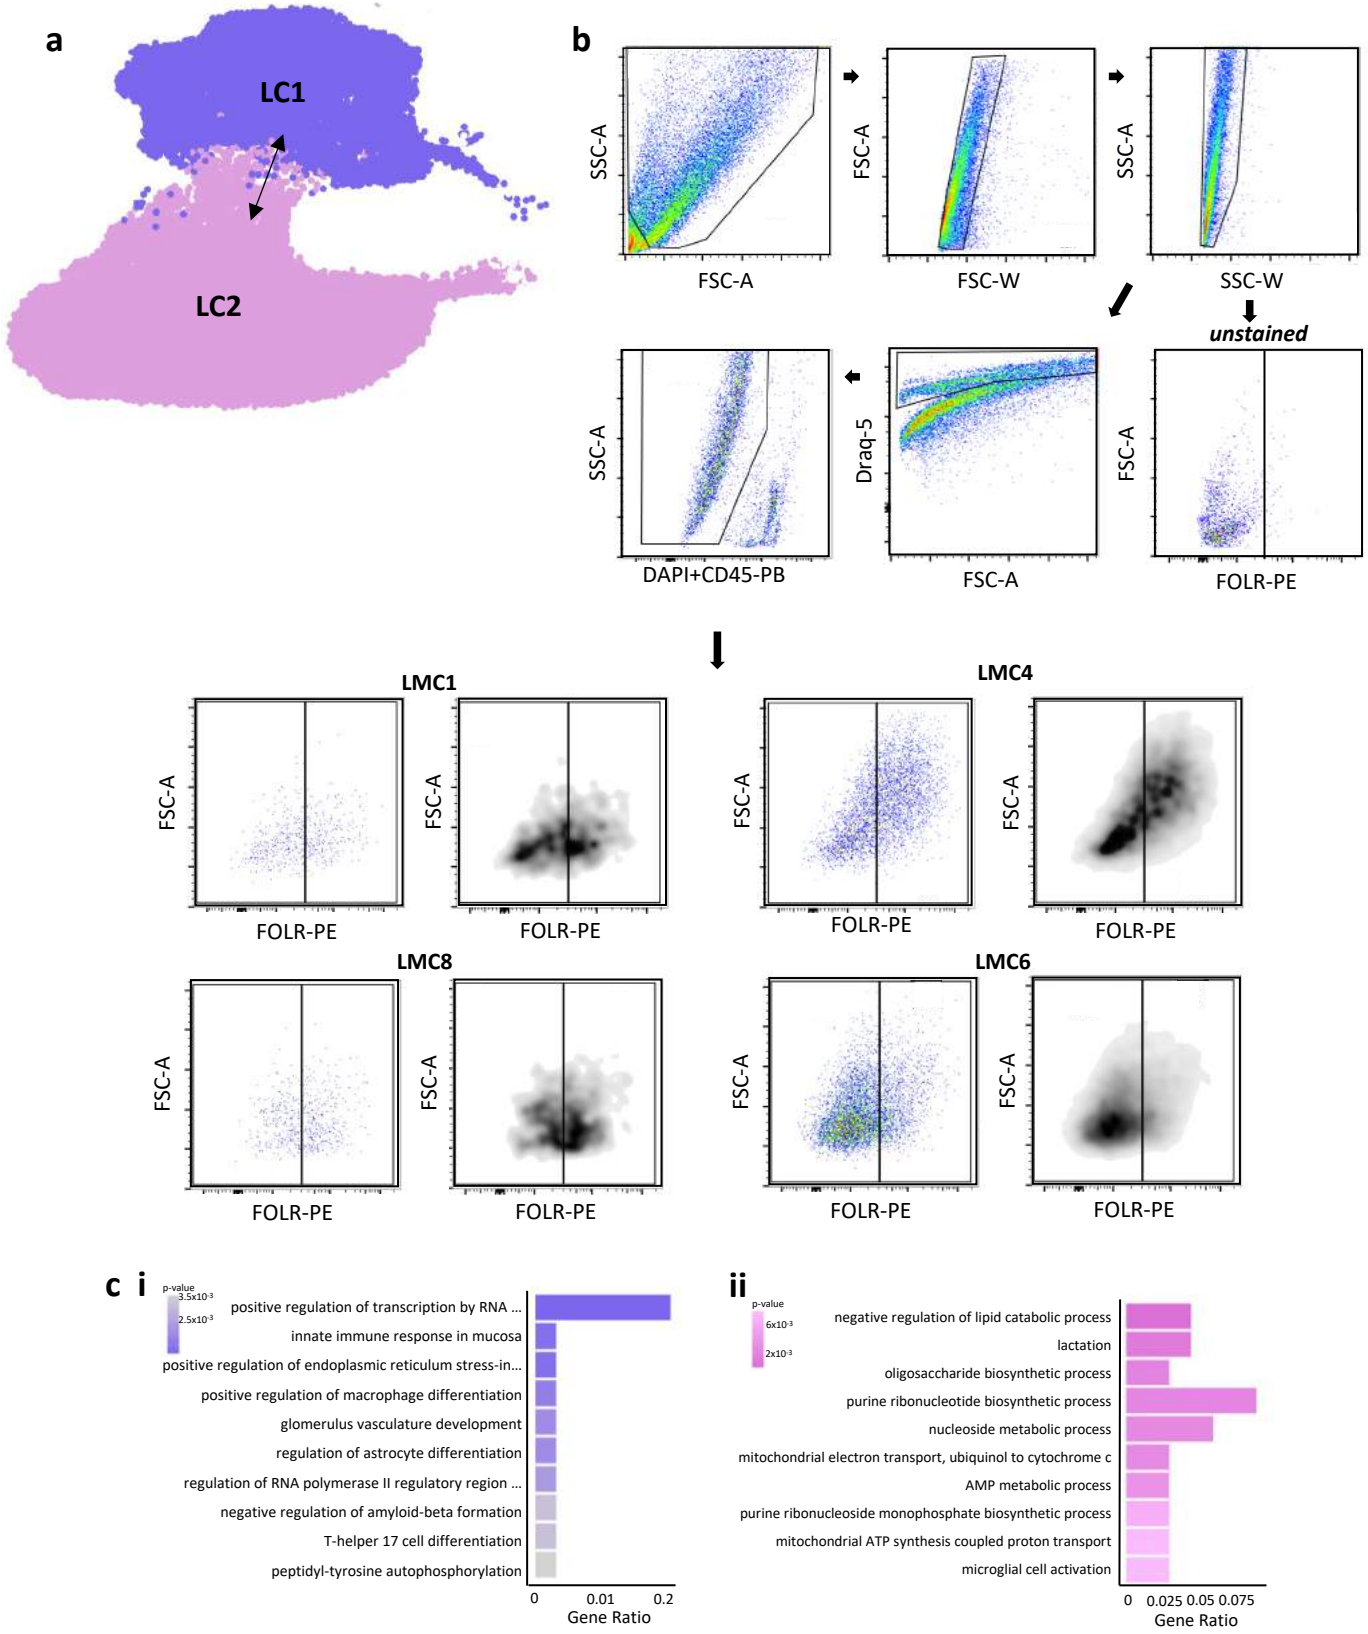 a
LC1
LC2
b
SSC-A
FSC-A
FSC-A
FSC-W
SSC-A
SSC-W
unstained
SSC-A
DAPI+CD45-PB
Draq-5
FSC-A
FSC-A
FOLR-PE
LMC1
FSC-A
FOLR-PE
FSC-A
FOLR-PE
LMC4
FSC-A
FOLR-PE
FSC-A
FOLR-PE
LMC8
FSC-A
FOLR-PE
FSC-A
FOLR-PE
LMC6
FSC-A
FOLR-PE
FSC-A
FOLR-PE
c i
p-value
3.5x10-3
2.5x10-3
positive regulation of transcription by RNA ...
innate immune response in mucosa
positive regulation of endoplasmic reticulum stress-in...
positive regulation of macrophage differentiation
glomerulus vasculature development
regulation of astrocyte differentiation
regulation of RNA polymerase II regulatory region ...
negative regulation of amyloid-beta formation
T-helper 17 cell differentiation
peptidyl-tyrosine autophosphorylation
0 0.01 0.2
Gene Ratio
ii
p-value
6x10-3
2x10-3
negative regulation of lipid catabolic process
lactation
oligosaccharide biosynthetic process
purine ribonucleotide biosynthetic process
nucleoside metabolic process
mitochondrial electron transport, ubiquinol to cytochrome c
AMP metabolic process
purine ribonucleoside monophosphate biosynthetic process
mitochondrial ATP synthesis coupled proton transport
microglial cell activation
0 0.025 0.05 0.075
Gene Ratio